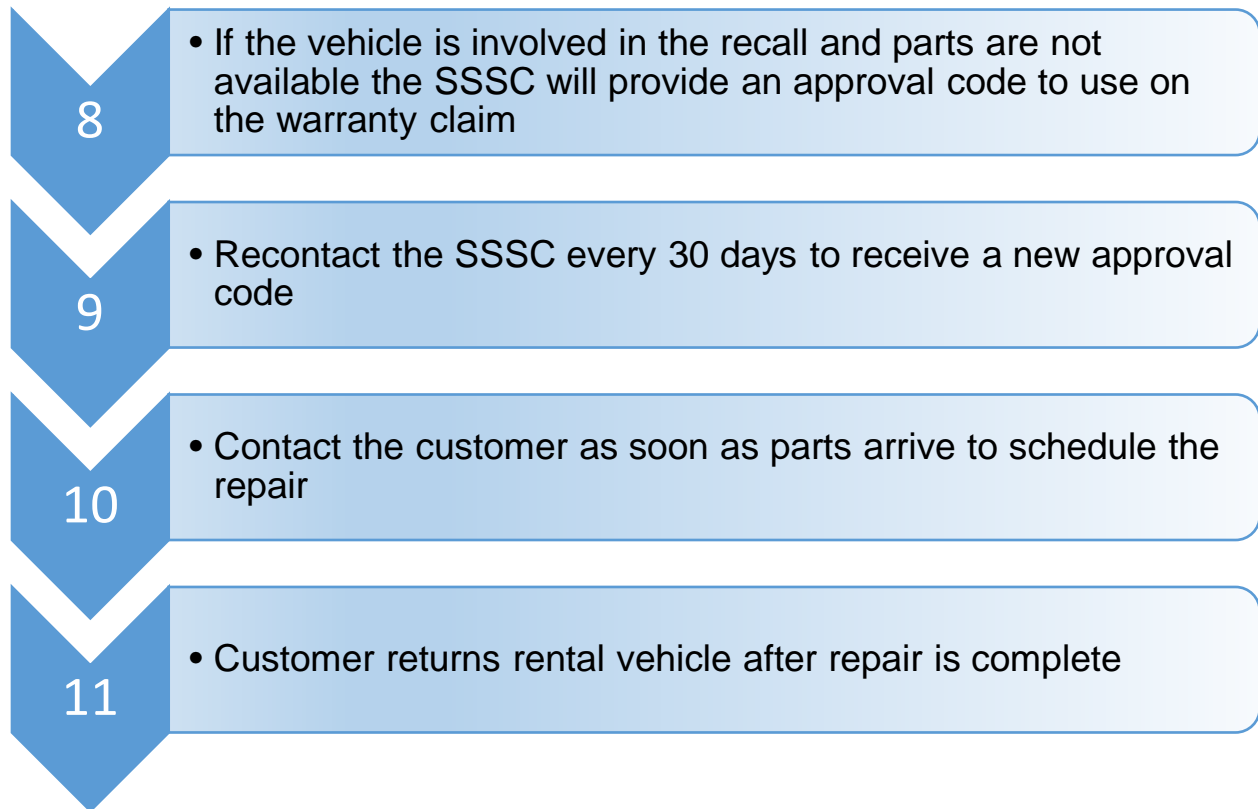 8
• If the vehicle is involved in the recall and parts are not
available the SSSC will provide an approval code to use on
the warranty claim
9
• Recontact the SSSC every 30 days to receive a new approval
code
10
• Contact the customer as soon as parts arrive to schedule the
repair
11
• Customer returns rental vehicle after repair is complete